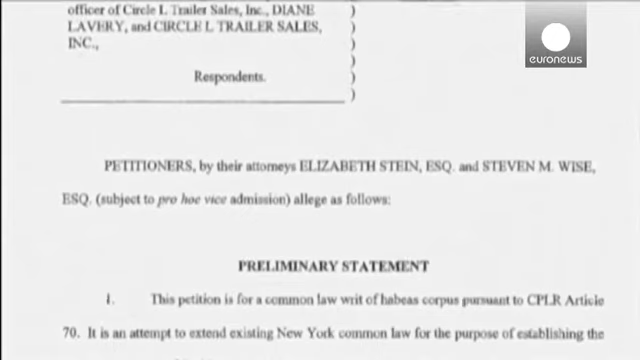 officer of Circle L Trailer Sales, Inc., DIANE
LAVERY, and CIRCLE L TRAILER SALES,
INC.,
Respondents.
euronews
PETITIONERS, by their attorneys ELIZABETH STEIN, ESQ. and STEVEN M. WISE,
ESQ. (subject to pro hoc vice admission) allege as follows:
PRELIMINARY STATEMENT
1. This petition is for a common law writ of habeas corpus pursuant to CPLR Article
70. It is an attempt to extend existing New York common law for the purpose of establishing the